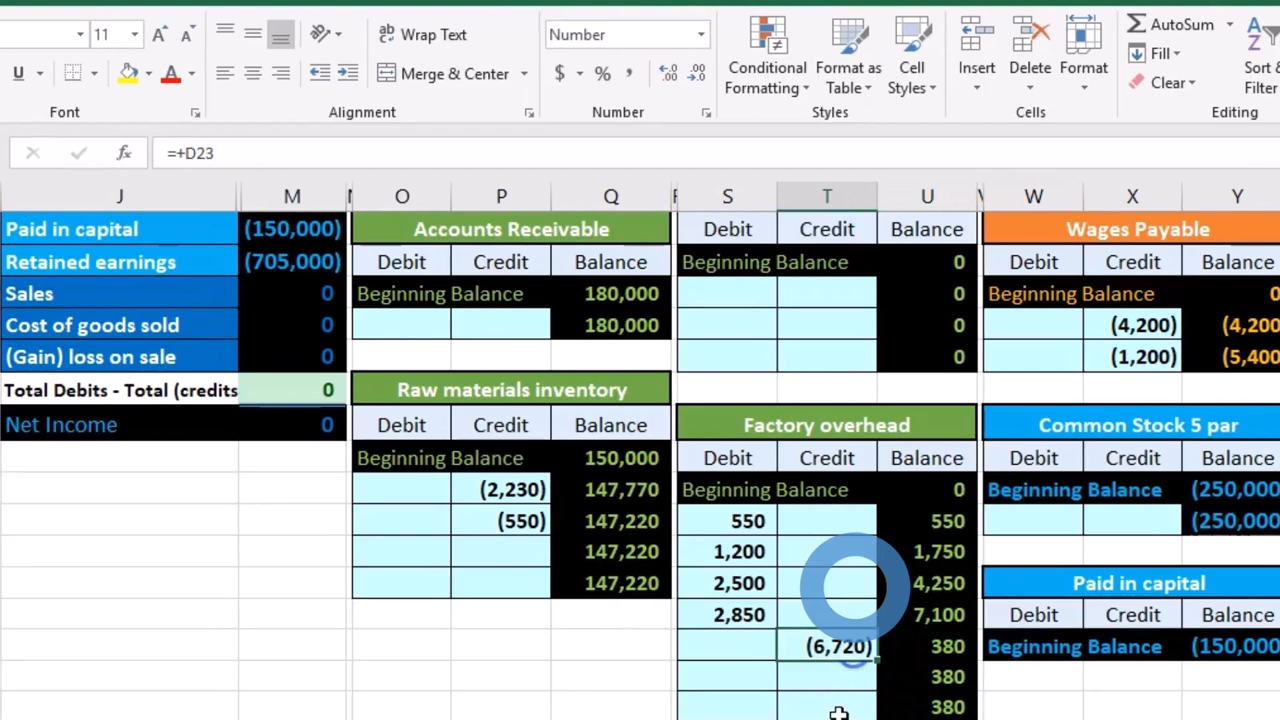 11 A A ab Wrap Text Number AutoSum
U A Merge & Center $ % , Conditional Formatting Format as Table Cell Styles Insert Delete Format Fill Clear Sort & Filter
Font Alignment Number Styles Cells Editing
fx =+D23
J M O P Q S T U W X Y
Paid in capital (150,000) Accounts Receivable Debit Credit Balance Wages Payable
Retained earnings (705,000) Debit Credit Balance Beginning Balance 0 Debit Credit Balance
Sales 0 Beginning Balance 180,000 0 Beginning Balance 0
Cost of goods sold 0 180,000 0 (4,200) (4,200
(Gain) loss on sale 0 0 (1,200) (5,400
Total Debits - Total (credits 0 Raw materials inventory
Net Income 0 Debit Credit Balance Factory overhead Common Stock 5 par
Beginning Balance 150,000 Debit Credit Balance Debit Credit Balance
(2,230) 147,770 Beginning Balance 0 Beginning Balance (250,000
(550) 147,220 550 550 (250,000
147,220 1,200 1,750
147,220 2,500 4,250 Paid in capital
2,850 7,100 Debit Credit Balance
(6,720) 380 Beginning Balance (150,000
380
380